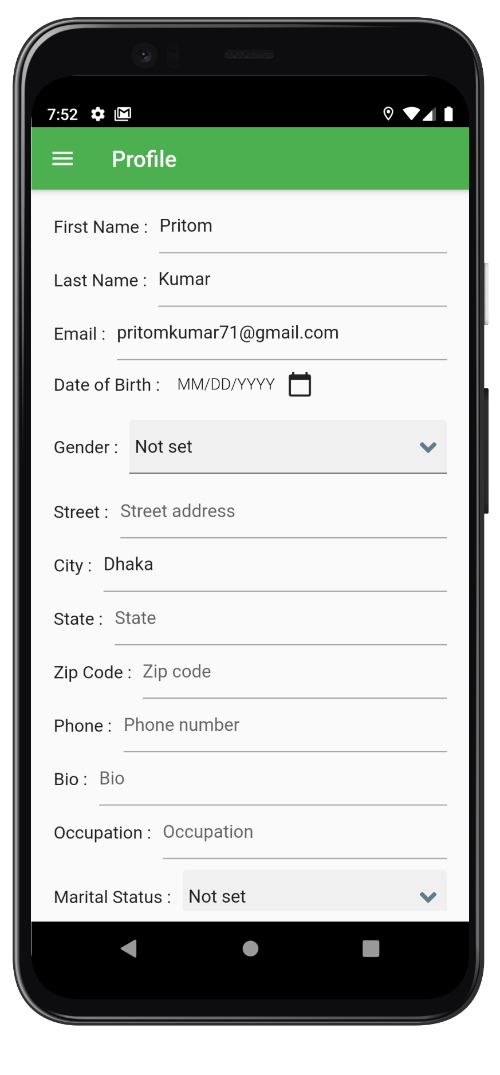 7:52
Profile
First Name : Pritom
Last Name : Kumar
Email : pritomkumar71@gmail.com
Date of Birth : MM/DD/YYYY
Gender : Not set
Street : Street address
City : Dhaka
State : State
Zip Code : Zip code
Phone : Phone number
Bio : Bio
Occupation : Occupation
Marital Status : Not set